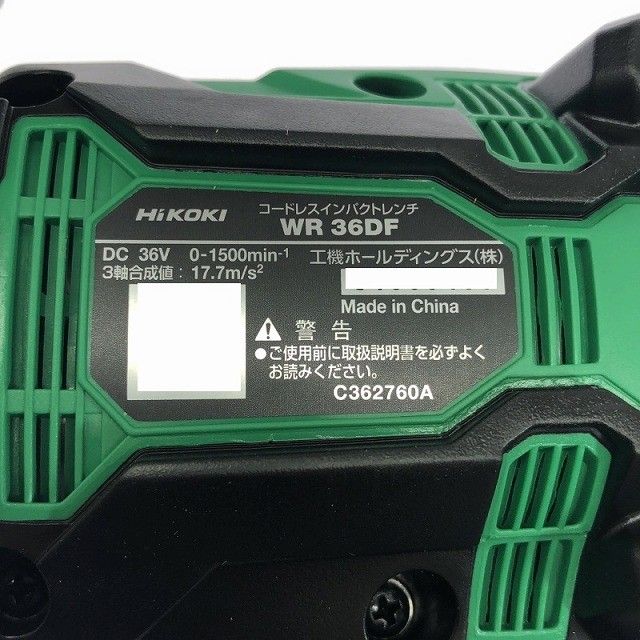 HiKOKI
コードレスインパクトレンチ
WR 36DF
DC 36V 0-1500min⁻¹
3軸合成値：17.7m/s²
工機ホールディングス(株)
Made in China
警告
●ご使用前に取扱説明書を必ずよく
お読みください。
C362760A